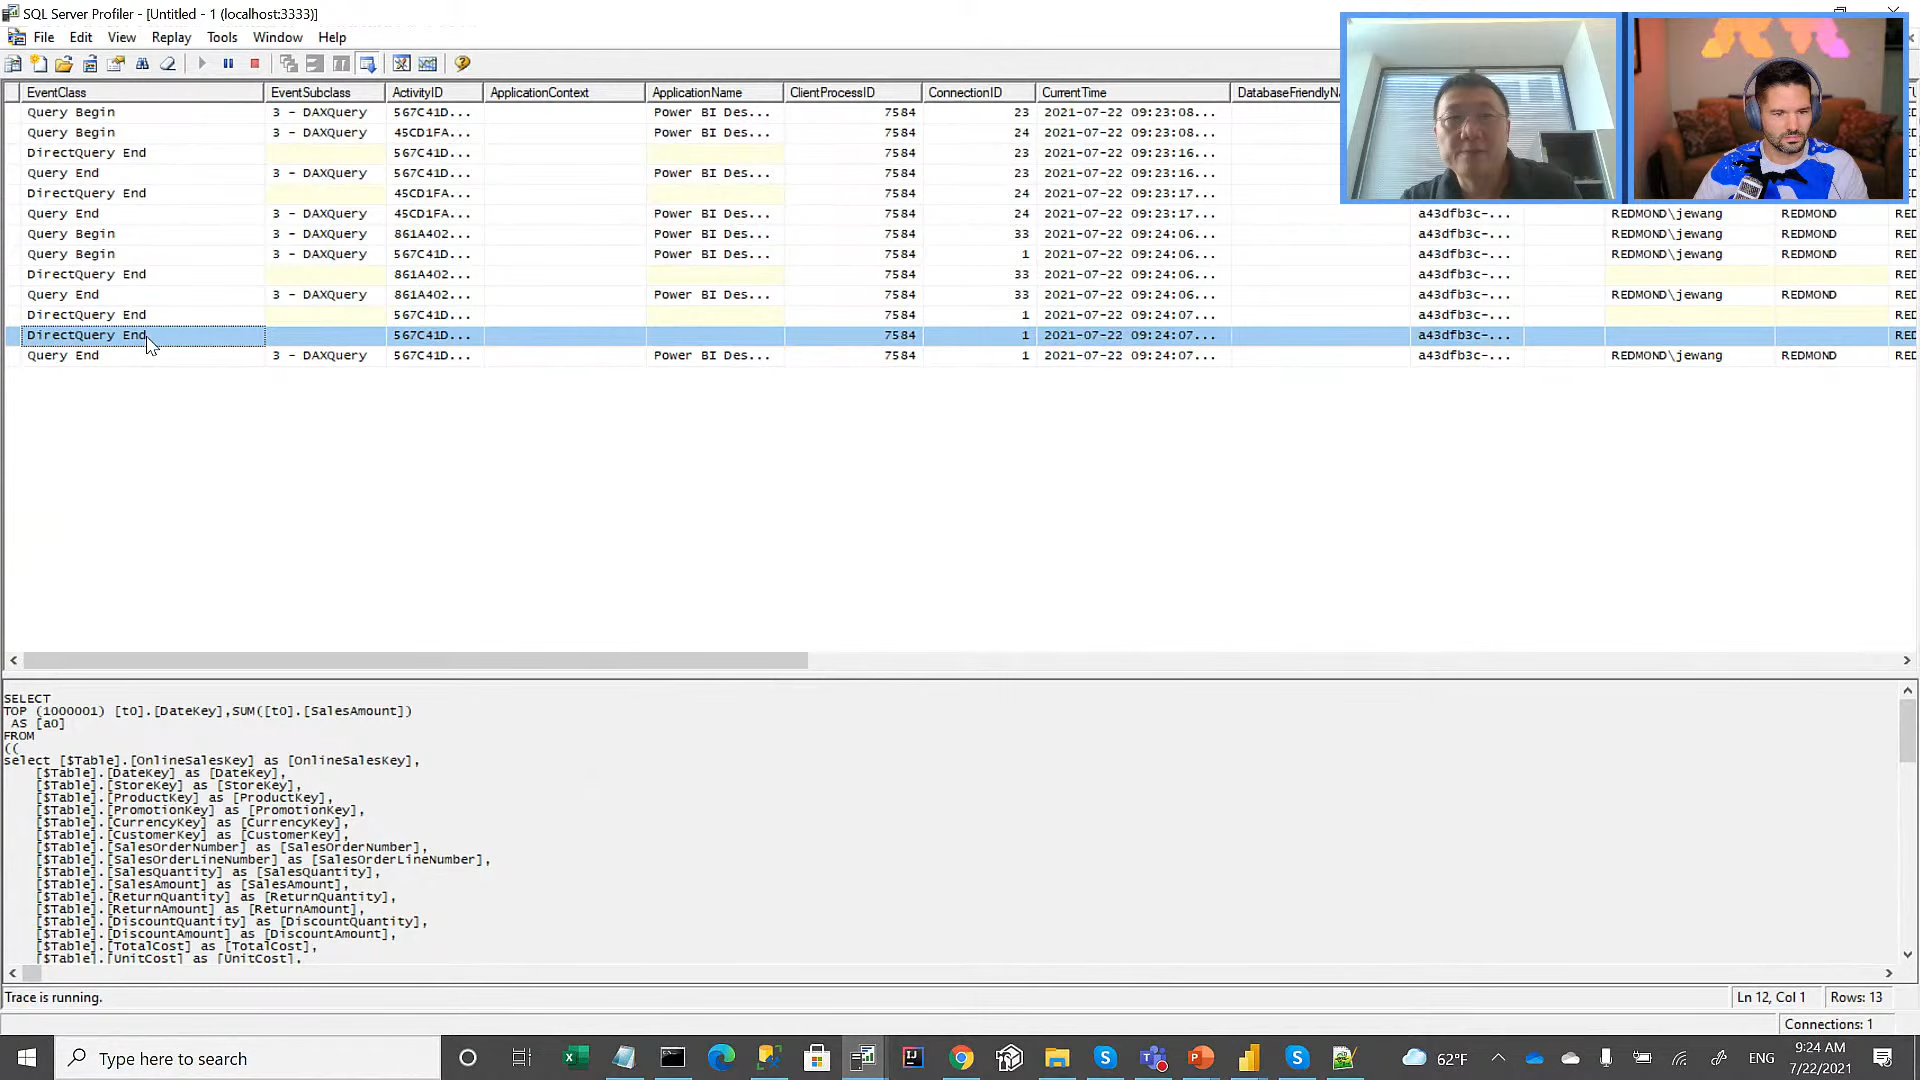 SQL Server Profiler - [Untitled - 1 (localhost:3333)]
File Edit View Replay Tools Window Help
EventClass EventSubclass ActivityID ApplicationContext ApplicationName ClientProcessID ConnectionID CurrentTime DatabaseFriendlyNa
Query Begin 3 - DAXQuery 567C41D... Power BI Des... 7584 23 2021-07-22 09:23:08...
Query Begin 3 - DAXQuery 45CD1FA... Power BI Des... 7584 24 2021-07-22 09:23:08...
DirectQuery End 567C41D... 7584 23 2021-07-22 09:23:16...
Query End 3 - DAXQuery 567C41D... Power BI Des... 7584 23 2021-07-22 09:23:16...
DirectQuery End 45CD1FA... 7584 24 2021-07-22 09:23:17...
Query End 3 - DAXQuery 45CD1FA... Power BI Des... 7584 24 2021-07-22 09:23:17... a43dfb3c-... REDMOND\jewang REDMOND RED
Query Begin 3 - DAXQuery 861A402... Power BI Des... 7584 33 2021-07-22 09:24:06... a43dfb3c-... REDMOND\jewang REDMOND RED
Query Begin 3 - DAXQuery 567C41D... Power BI Des... 7584 1 2021-07-22 09:24:06... a43dfb3c-... REDMOND\jewang REDMOND RED
DirectQuery End 861A402... 7584 33 2021-07-22 09:24:06... a43dfb3c-... RED
Query End 3 - DAXQuery 861A402... Power BI Des... 7584 33 2021-07-22 09:24:06... a43dfb3c-... REDMOND\jewang REDMOND RED
DirectQuery End 567C41D... 7584 1 2021-07-22 09:24:07... a43dfb3c-... RED
DirectQuery End 567C41D... 7584 1 2021-07-22 09:24:07... a43dfb3c-... RED
Query End 3 - DAXQuery 567C41D... Power BI Des... 7584 1 2021-07-22 09:24:07... a43dfb3c-... REDMOND\jewang REDMOND RED
SELECT
TOP (1000001) [t0].[DateKey],SUM([t0].[SalesAmount])
AS [a0]
FROM
((
select [$Table].[OnlineSalesKey] as [OnlineSalesKey],
[$Table].[DateKey] as [DateKey],
[$Table].[StoreKey] as [StoreKey],
[$Table].[ProductKey] as [ProductKey],
[$Table].[PromotionKey] as [PromotionKey],
[$Table].[CurrencyKey] as [CurrencyKey],
[$Table].[CustomerKey] as [CustomerKey],
[$Table].[SalesOrderNumber] as [SalesOrderNumber],
[$Table].[SalesOrderLineNumber] as [SalesOrderLineNumber],
[$Table].[SalesQuantity] as [SalesQuantity],
[$Table].[SalesAmount] as [SalesAmount],
[$Table].[ReturnQuantity] as [ReturnQuantity],
[$Table].[ReturnAmount] as [ReturnAmount],
[$Table].[DiscountQuantity] as [DiscountQuantity],
[$Table].[DiscountAmount] as [DiscountAmount],
[$Table].[TotalCost] as [TotalCost],
[$Table].[UnitCost] as [UnitCost],
Trace is running. Ln 12, Col 1 Rows: 13
Connections: 1
Type here to search 62°F ENG 9:24 AM
7/22/2021